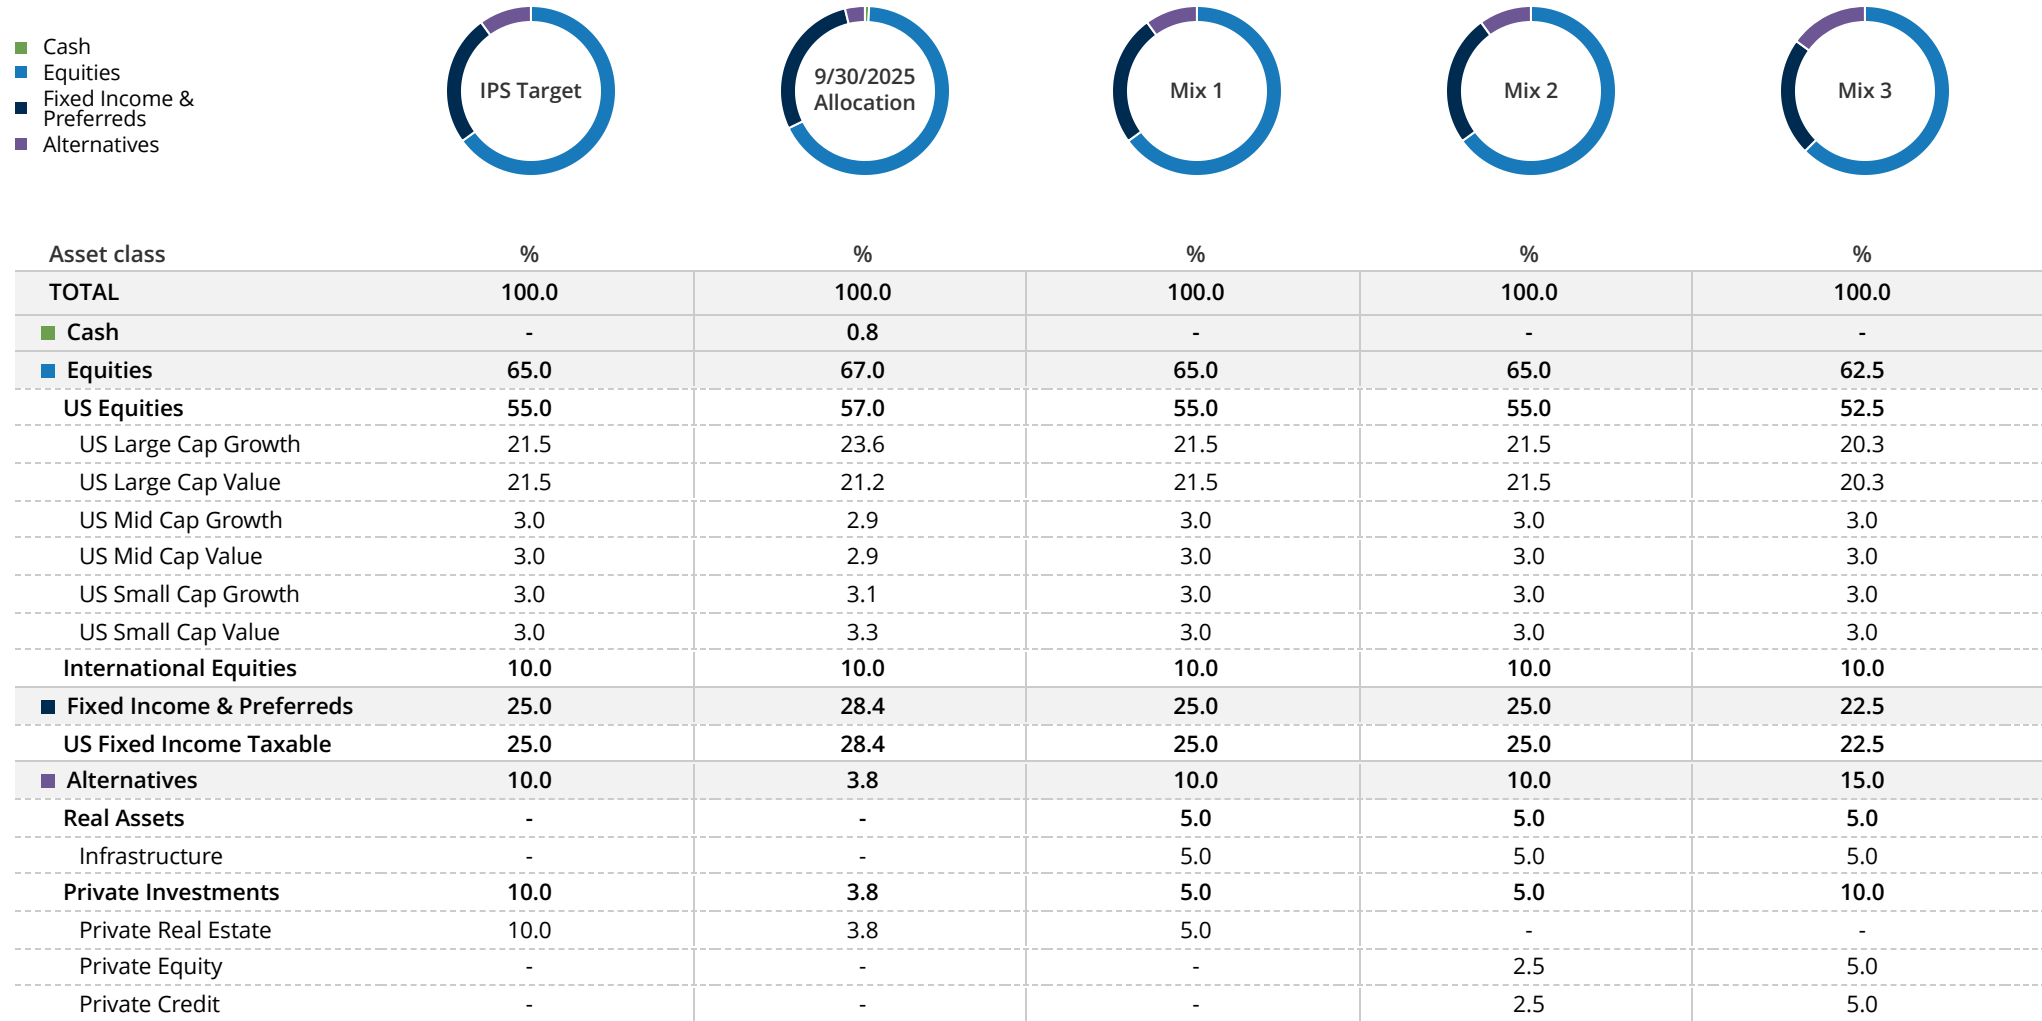 Cash
Equities
Fixed Income &
Preferreds
Alternatives
IPS Target
9/30/2025
Allocation
Mix 1
Mix 2
Mix 3
Asset class % % % % %
TOTAL 100.0 100.0 100.0 100.0 100.0
Cash - 0.8 - - -
Equities 65.0 67.0 65.0 65.0 62.5
US Equities 55.0 57.0 55.0 55.0 52.5
US Large Cap Growth 21.5 23.6 21.5 21.5 20.3
US Large Cap Value 21.5 21.2 21.5 21.5 20.3
US Mid Cap Growth 3.0 2.9 3.0 3.0 3.0
US Mid Cap Value 3.0 2.9 3.0 3.0 3.0
US Small Cap Growth 3.0 3.1 3.0 3.0 3.0
US Small Cap Value 3.0 3.3 3.0 3.0 3.0
International Equities 10.0 10.0 10.0 10.0 10.0
Fixed Income & Preferreds 25.0 28.4 25.0 25.0 22.5
US Fixed Income Taxable 25.0 28.4 25.0 25.0 22.5
Alternatives 10.0 3.8 10.0 10.0 15.0
Real Assets - - 5.0 5.0 5.0
Infrastructure - - 5.0 5.0 5.0
Private Investments 10.0 3.8 5.0 5.0 10.0
Private Real Estate 10.0 3.8 5.0 - -
Private Equity - - - 2.5 5.0
Private Credit - - - 2.5 5.0